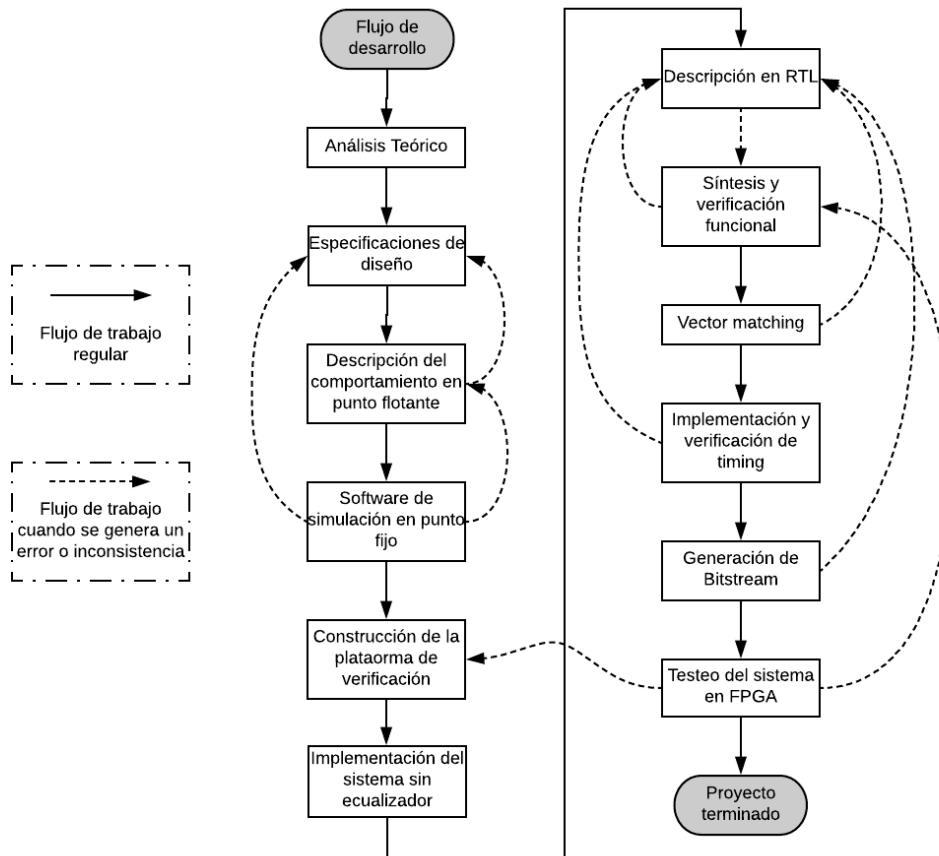 Flujo de
desarrollo
Análisis Teórico
Especificaciones de
diseño
Descripción del
comportamiento en
punto flotante
Software de
simulación en punto
fijo
Construcción de la
plataorma de
verificación
Implementación del
sistema sin
ecualizador
Flujo de trabajo
regular
Flujo de trabajo
cuando se genera un
error o inconsistencia
Descripción en RTL
Síntesis y
verificación
funcional
Vector matching
Implementación y
verificación de
timing
Generación de
Bitstream
Testeo del sistema
en FPGA
Proyecto
terminado